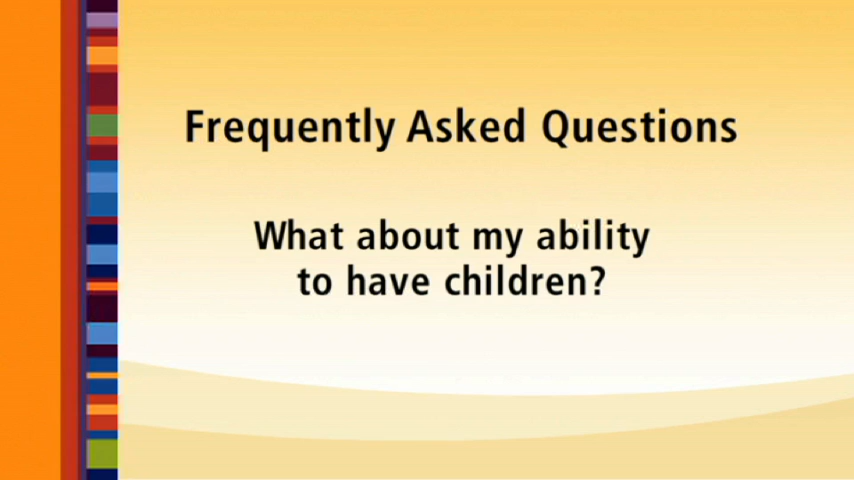 Frequently Asked Questions
What about my ability
to have children?